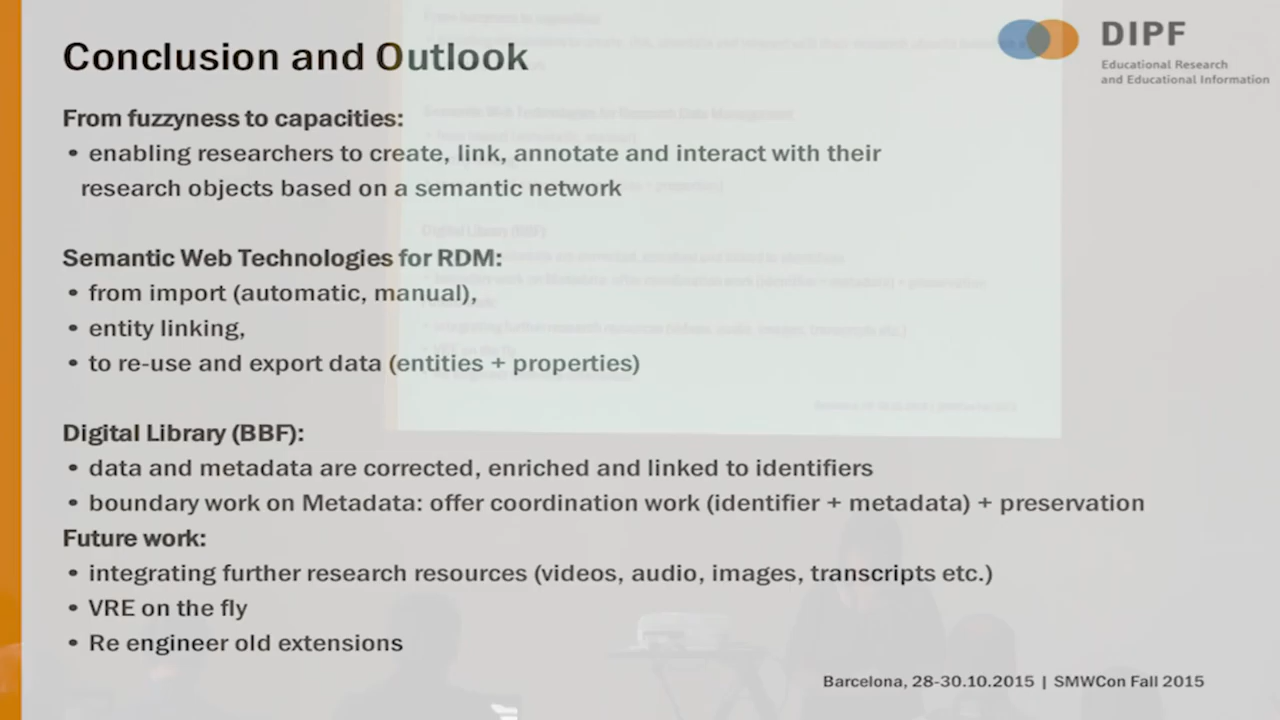 Conclusion and Outlook
DIPF
Educational Research
and Educational Information
From fuzzyness to capacities:
• enabling researchers to create, link, annotate and interact with their
research objects based on a semantic network
Semantic Web Technologies for RDM:
• from import (automatic, manual),
• entity linking,
• to re-use and export data (entities + properties)
Digital Library (BBF):
• data and metadata are corrected, enriched and linked to identifiers
• boundary work on Metadata: offer coordination work (identifier + metadata) + preservation
Future work:
• integrating further research resources (videos, audio, images, transcripts etc.)
• VRE on the fly
• Re engineer old extensions
Barcelona, 28-30.10.2015 | SMWCon Fall 2015